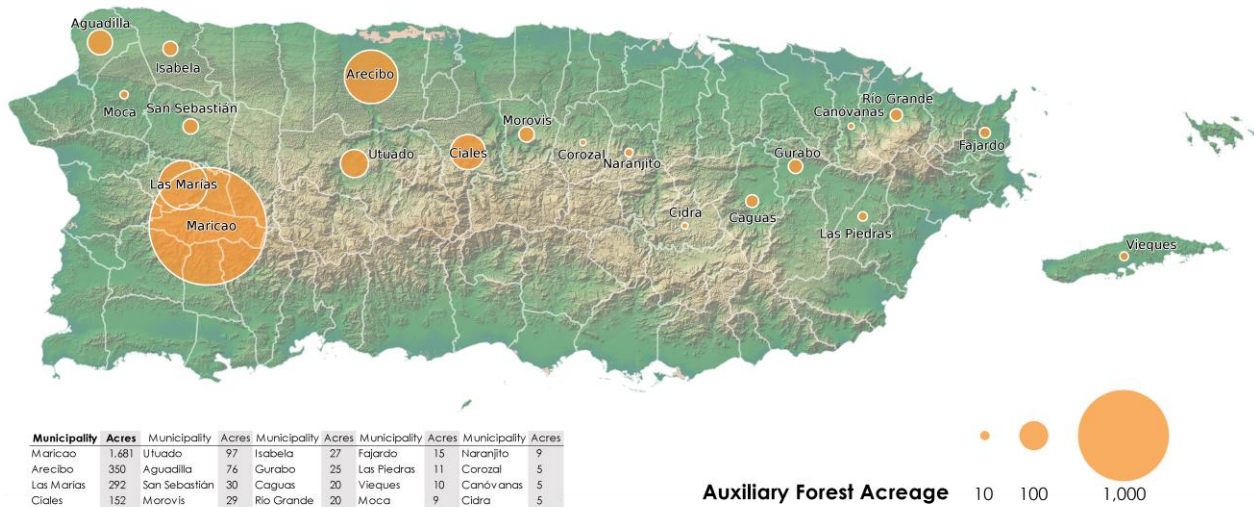 Aguadilla
Isabela
Arecibo
Moca
San Sebastián
Río Grande
Canóvanas
Morovis
Fajardo
Utuado
Ciales
Corozal
Naranjito
Gurabo
Las Marías
Maricao
Cidra
Caguas
Las Piedras
Vieques
Municipality Acres Municipality Acres Municipality Acres Municipality Acres Municipality Acres
Maricao 1,681 Utuado 97 Isabela 27 Fajardo 15 Naranjito 9
Arecibo 350 Aguadilla 76 Gurabo 25 Las Piedras 11 Corozal 5
Las Marías 292 San Sebastián 30 Caguas 20 Vieques 10 Canóvanas 5
Ciales 152 Morovis 29 Río Grande 20 Moca 9 Cidra 5
Auxiliary Forest Acreage 10 100 1,000